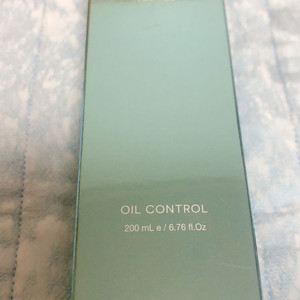 OIL CONTROL
200 mL e / 6.76 fl.Oz